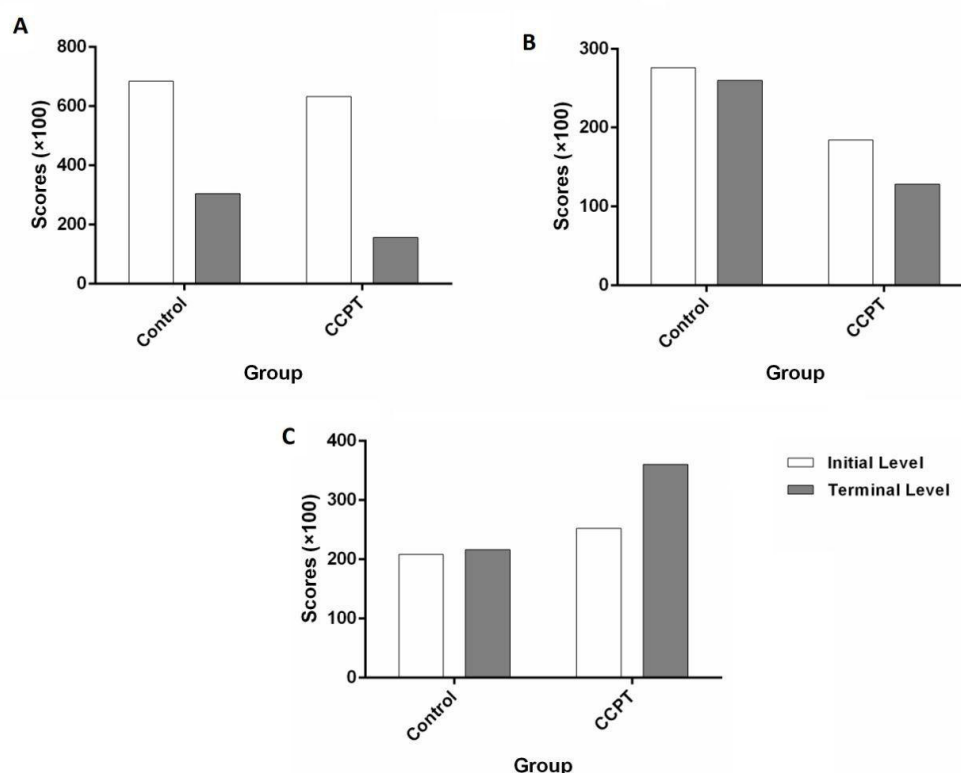 A
Scores (×100)
800
600
400
200
0
Control
CCPT
Group
B
Scores (×100)
300
200
100
0
Control
CCPT
Group
C
Scores (×100)
400
300
200
100
0
Control
CCPT
Group
Initial Level
Terminal Level